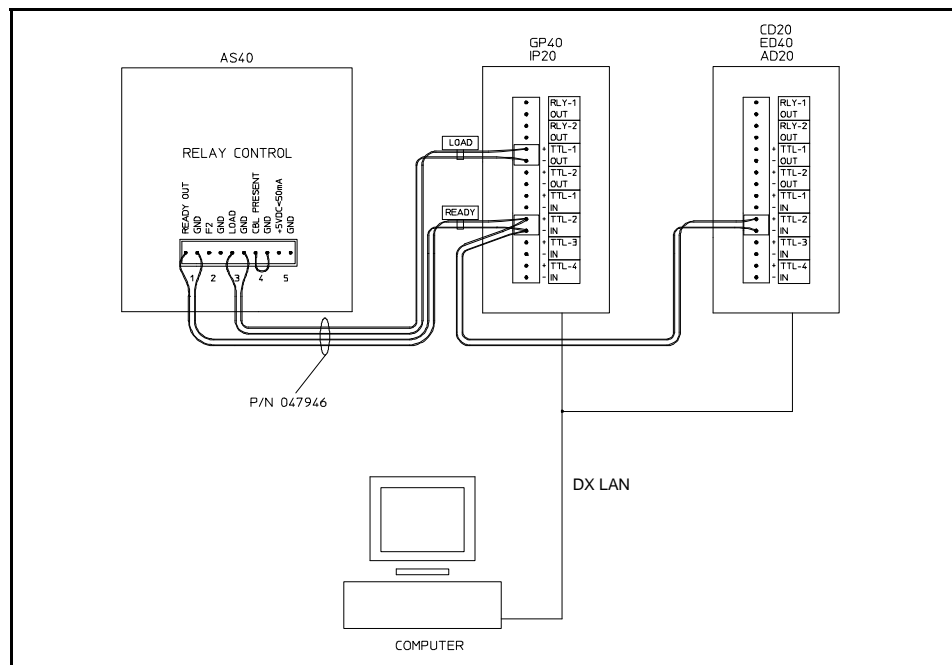 AS40
RELAY CONTROL
READY OUT
GND
F2
GND
LOAD
GND
CBL PRESENT
GND
+5VDC<50mA
GND
1 2 3 4 5
P/N 047946
LOAD
READY
GP40
IP20
RLY-1
OUT
RLY-2
OUT
+ TTL-1
- OUT
+ TTL-2
- OUT
+ TTL-1
- IN
+ TTL-2
- IN
+ TTL-3
- IN
+ TTL-4
- IN
CD20
ED40
AD20
RLY-1
OUT
RLY-2
OUT
+ TTL-1
- OUT
+ TTL-2
- OUT
+ TTL-1
- IN
+ TTL-2
- IN
+ TTL-3
- IN
+ TTL-4
- IN
DX LAN
COMPUTER